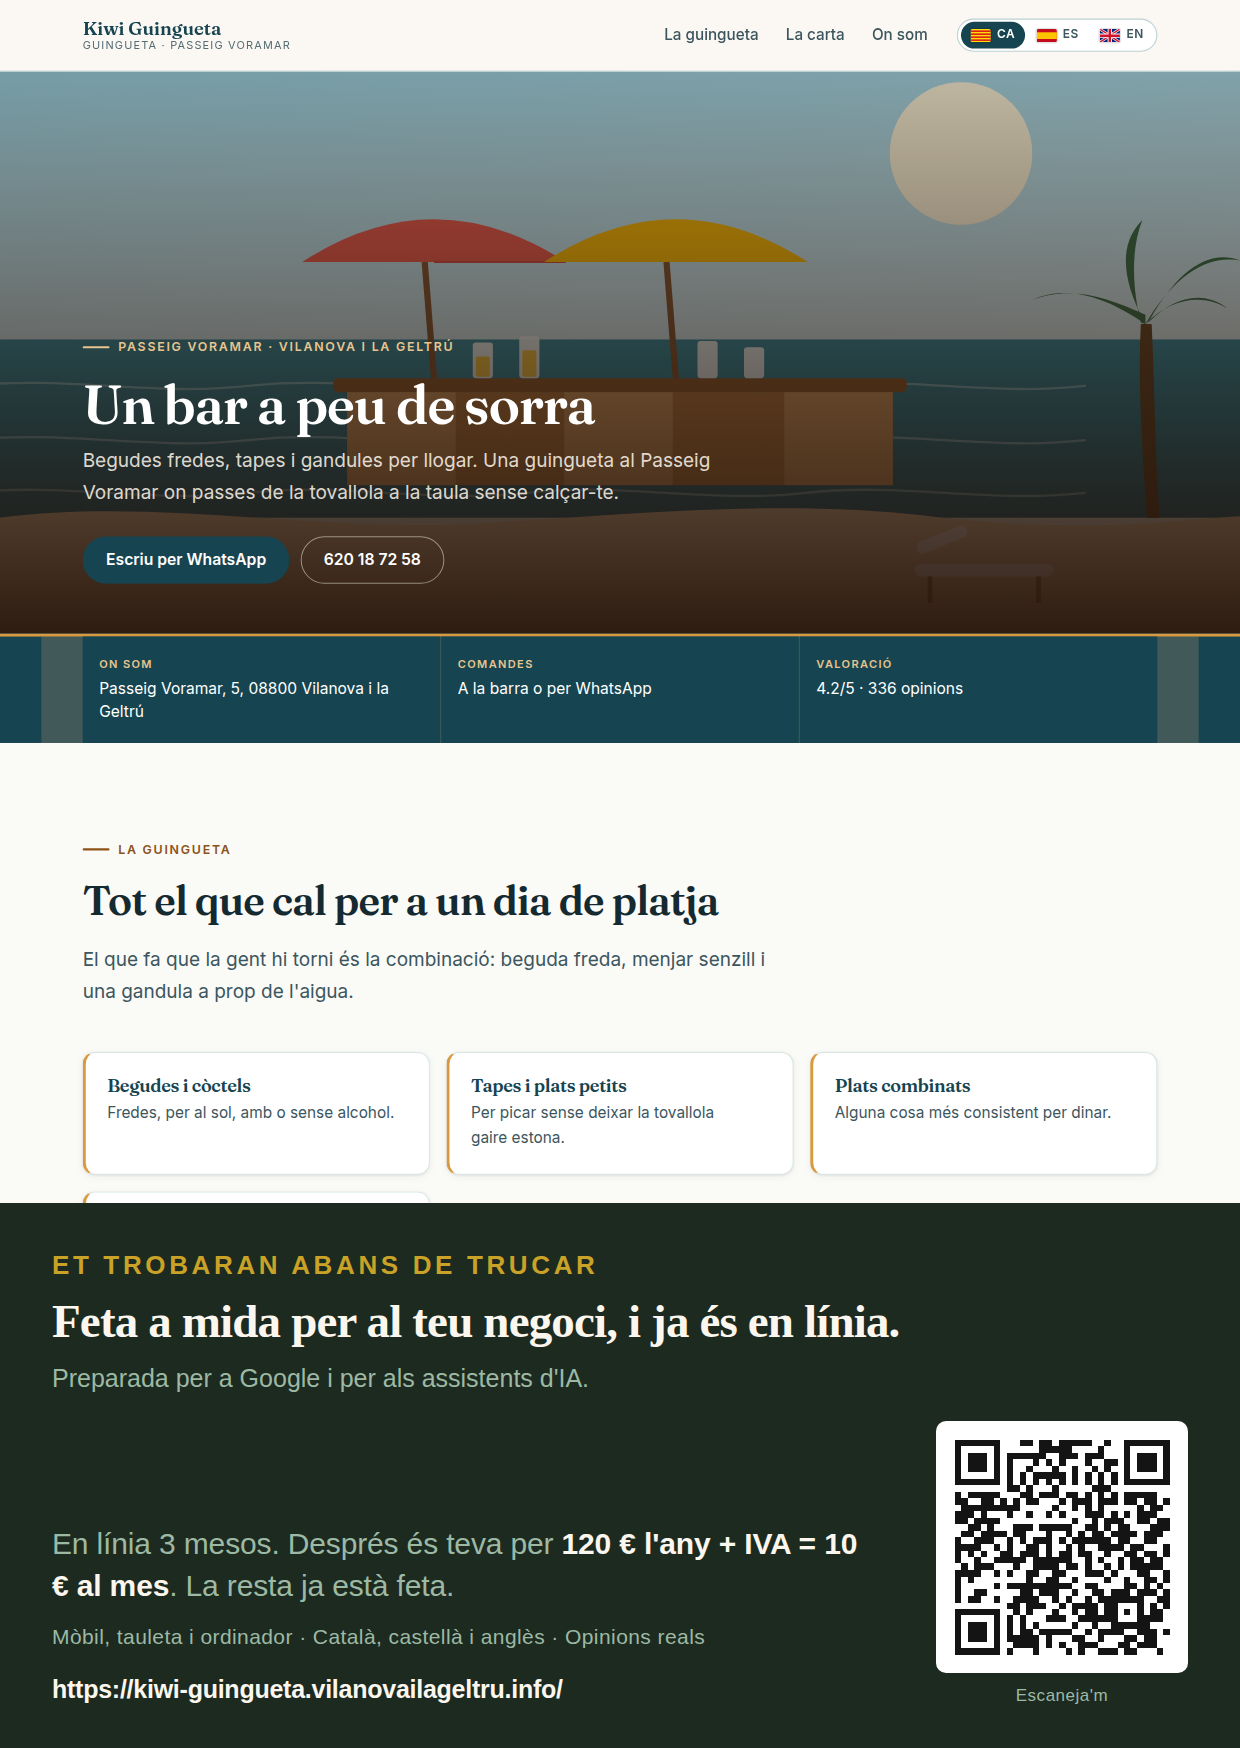 Kiwi Guingueta
GUINGUETA · PASSEIG VORAMAR
La guingueta
La carta
On som
CA
ES
EN
PASSEIG VORAMAR · VILANOVA I LA GELTRÚ
Un bar a peu de sorra
Begudes fredes, tapes i gandules per llogar. Una guingueta al Passeig
Voramar on passes de la tovallola a la taula sense calçar-te.
Escriu per WhatsApp
620 18 72 58
ON SOM
Passeig Voramar, 5, 08800 Vilanova i la
Geltrú
COMANDES
A la barra o per WhatsApp
VALORACIÓ
4.2/5 · 336 opinions
LA GUINGUETA
Tot el que cal per a un dia de platja
El que fa que la gent hi torni és la combinació: beguda freda, menjar senzill i
una gandula a prop de l'aigua.
Begudes i còctels
Fredes, per al sol, amb o sense alcohol.
Tapes i plats petits
Per picar sense deixar la tovallola
gaire estona.
Plats combinats
Alguna cosa més consistent per dinar.
ET TROBARAN ABANS DE TRUCAR
Feta a mida per al teu negoci, i ja és en línia.
Preparada per a Google i per als assistents d'IA.
En línia 3 mesos. Després és teva per 120 € l'any + IVA = 10
€ al mes. La resta ja està feta.
Mòbil, tauleta i ordinador · Català, castellà i anglès · Opinions reals
https://kiwi-guingueta.vilanovailageltru.info/
Escaneja'm